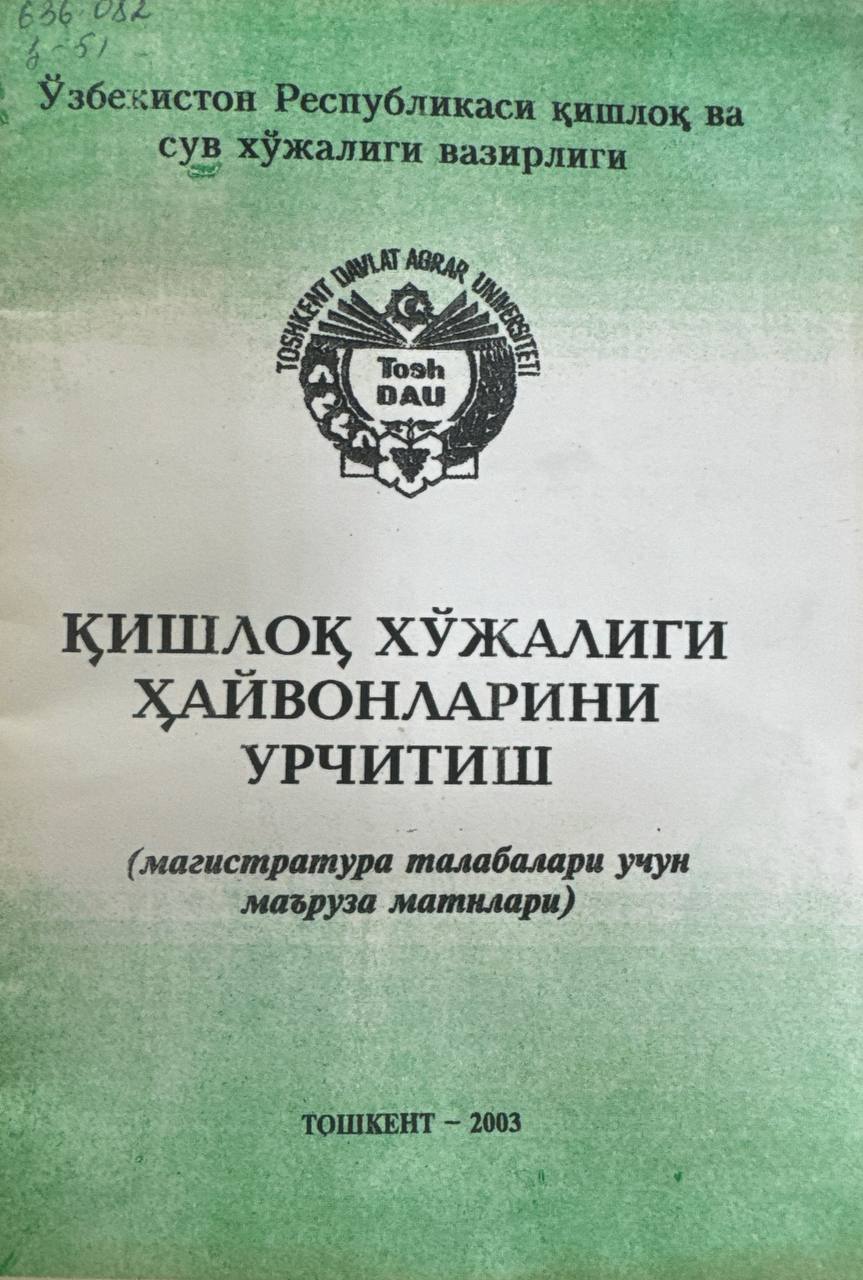 636.082
Ўзбекистон Республикаси қишлоқ ва
сув хўжалиги вазирлиги
TOSHKENT DAVLAT AGRAR UNIVERSITETI
Tosh
DAU
ҚИШЛОҚ ХЎЖАЛИГИ
ҲАЙВОНЛАРИНИ
УРЧИТИШ
(магистратура талабалари учун
маъруза матнлари)
ТОШКЕНТ – 2003